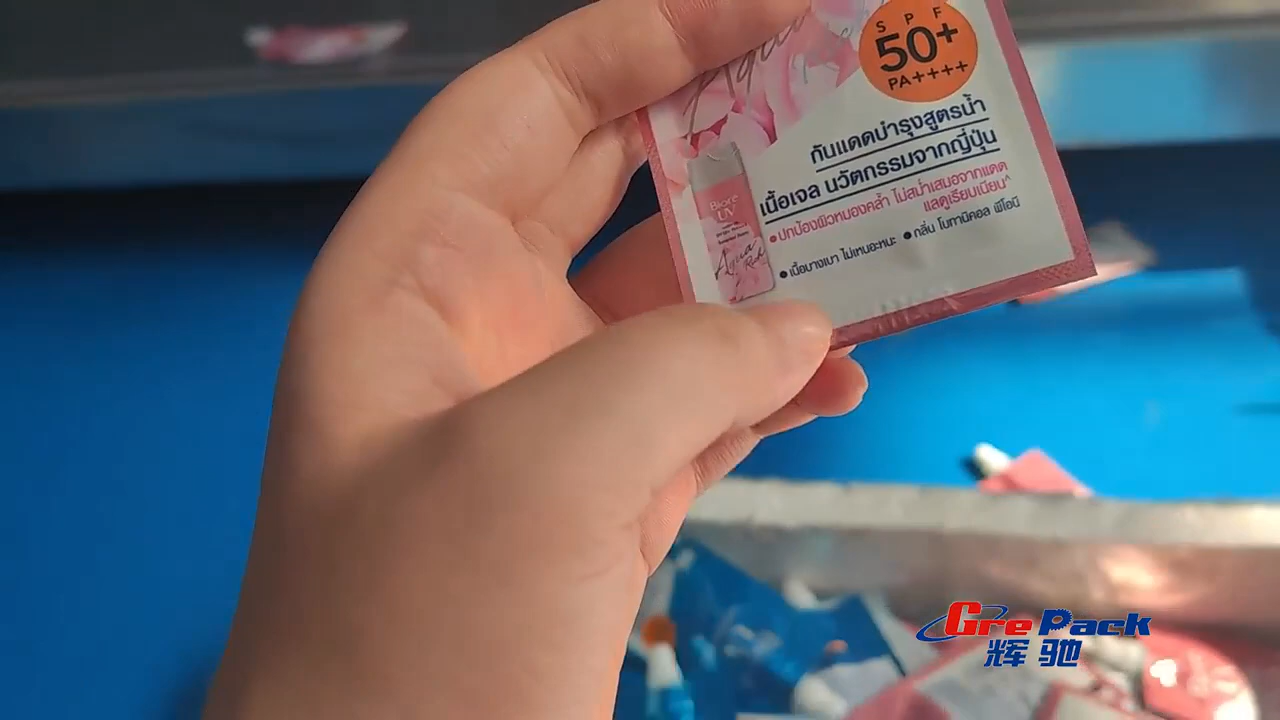 Aqua
SPF
50+
PA++++
กันแดดบำรุงสูตรน้ำ
เนื้อเจล นวัตกรรมจากญี่ปุ่น
•ปกป้องผิวหมองคล้ำ ไม่สม่ำเสมอจากแดด
แลดูเรียบเนียน^
•เนื้อบางเบา ไม่เหนอะหนะ •กลิ่น โบทานิคอล พีโอนี
Bioré
UV
Aqua
Rich
GrePack
辉驰